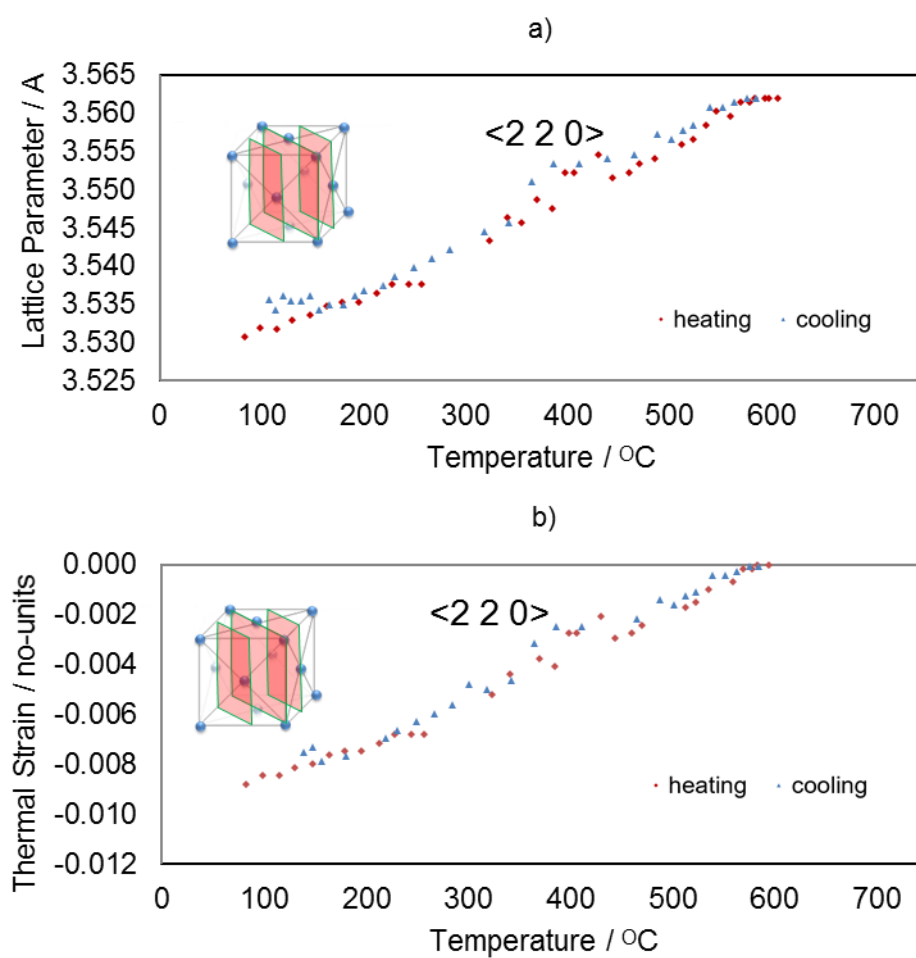 a)
Lattice Parameter / A
3.565
3.560
3.555
3.550
3.545
3.540
3.535
3.530
3.525
<2 2 0>
heating
cooling
0
100
200
300
400
500
600
700
Temperature / OC
b)
Thermal Strain / no-units
0.000
-0.002
-0.004
-0.006
-0.008
-0.010
-0.012
<2 2 0>
heating
cooling
0
100
200
300
400
500
600
700
Temperature / OC